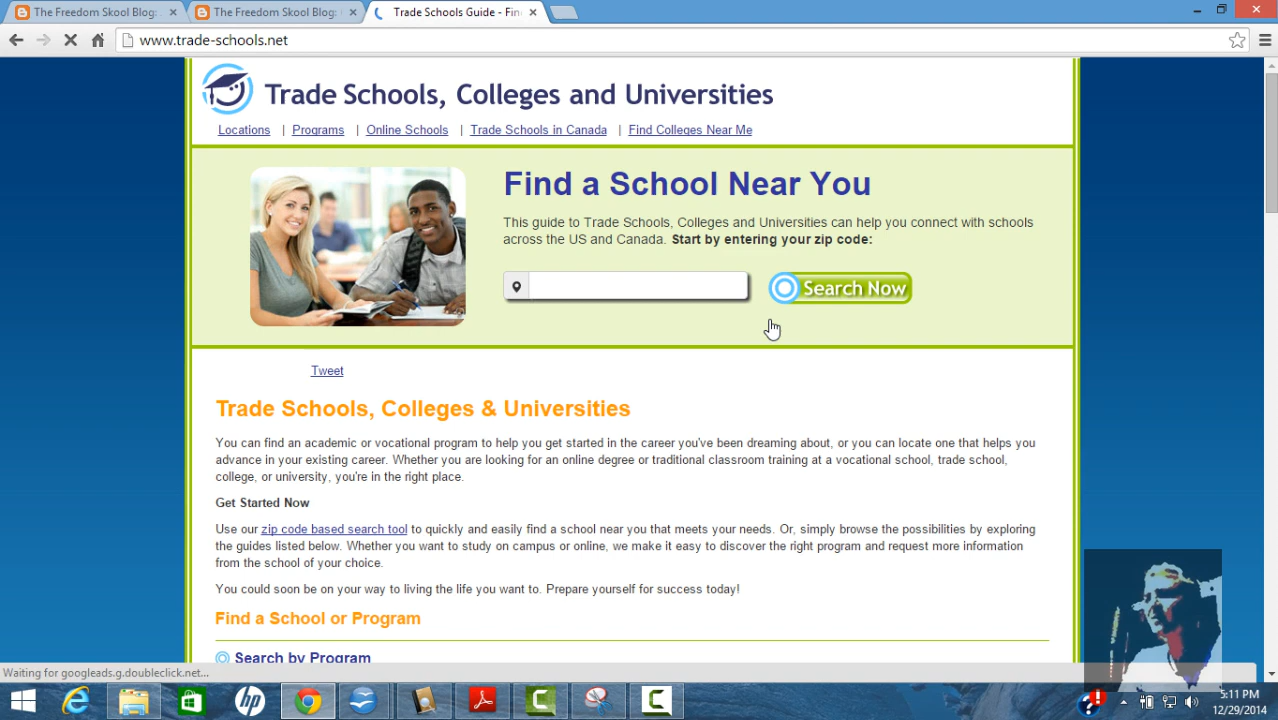 The Freedom Skool Blog:
The Freedom Skool Blog:
Trade Schools Guide - Fin
www.trade-schools.net
Trade Schools, Colleges and Universities
Locations | Programs | Online Schools | Trade Schools in Canada | Find Colleges Near Me
Find a School Near You
This guide to Trade Schools, Colleges and Universities can help you connect with schools
across the US and Canada. Start by entering your zip code:
Search Now
Tweet
Trade Schools, Colleges & Universities
You can find an academic or vocational program to help you get started in the career you've been dreaming about, or you can locate one that helps you
advance in your existing career. Whether you are looking for an online degree or traditional classroom training at a vocational school, trade school,
college, or university, you're in the right place.
Get Started Now
Use our zip code based search tool to quickly and easily find a school near you that meets your needs. Or, simply browse the possibilities by exploring
the guides listed below. Whether you want to study on campus or online, we make it easy to discover the right program and request more information
from the school of your choice.
You could soon be on your way to living the life you want to. Prepare yourself for success today!
Find a School or Program
Search by Program
Waiting for googleads.g.doubleclick.net...
5:11 PM
12/29/2014